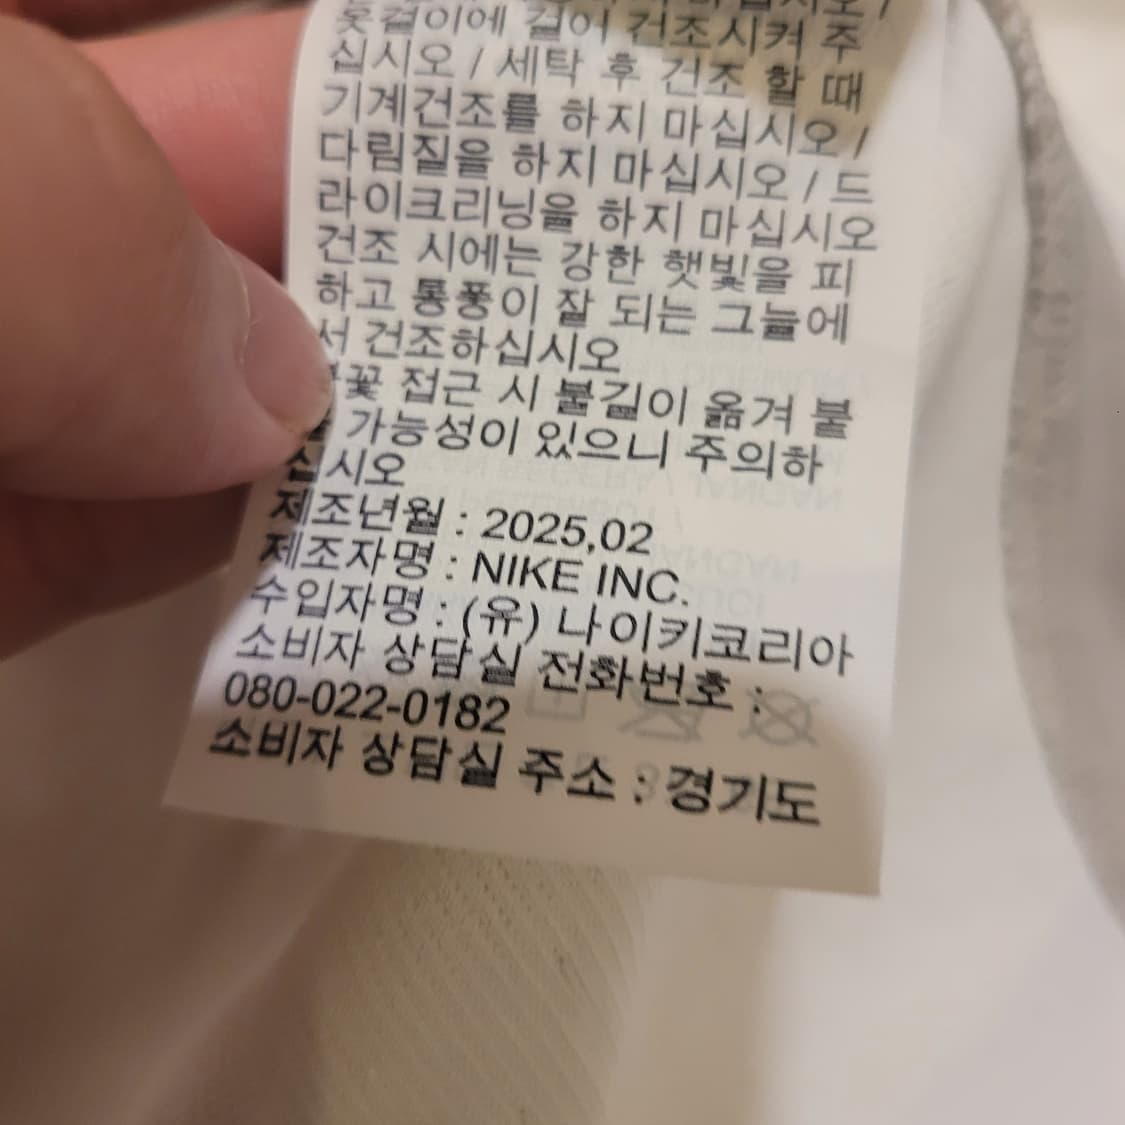 옷걸이에 걸어 건조시켜 주
십시오 / 세탁 후 건조 할 때
기계건조를 하지 마십시오 /
다림질을 하지 마십시오 / 드
라이크리닝을 하지 마십시오
건조 시에는 강한 햇빛을 피
하고 통풍이 잘 되는 그늘에
서 건조하십시오
꽃 접근 시 불길이 옮겨 붙
가능성이 있으니 주의하
십시오
제조년월 : 2025,02
제조자명 : NIKE INC.
수입자명 : (유) 나이키코리아
소비자 상담실 전화번호 :
080-022-0182
소비자 상담실 주소 : 경기도